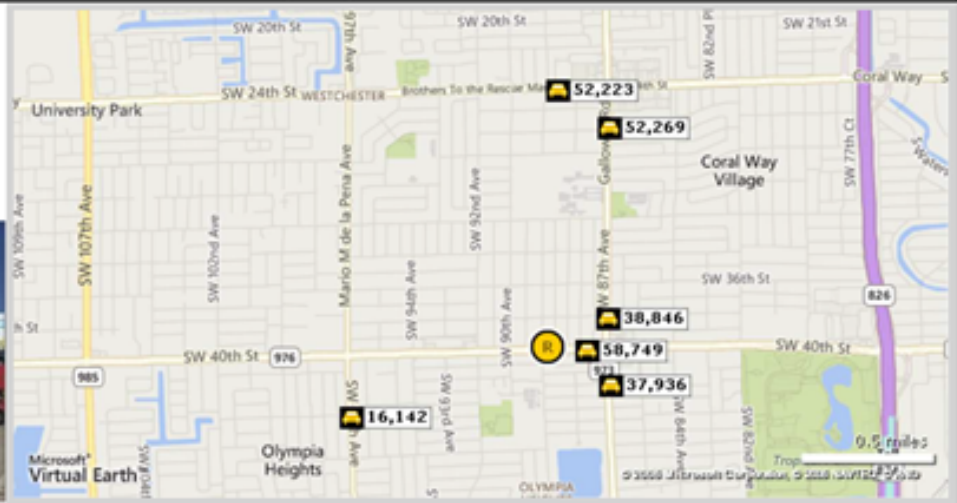 SW 20th St
97th Ave
SW 20th St
SW 82nd Pl
SW 21st St
Coral Way
SW 24th St
WESTCHESTER
Brothers To the Rescue
52,223
University Park
52,269
Coral Way
Village
SW 77th Ct
SW 109th Ave
SW 107th Ave
SW 102nd Ave
Mario M de la Pena Ave
SW 92nd Ave
SW 87th Ave
SW 94th Ave
SW 90th Ave
SW 36th St
826
38,846
SW 40th St
976
R
58,749
SW 40th St
985
973
37,936
16,142
SW 93rd Ave
SW 84th Ave
SW 82nd
Olympia
Heights
0.5 miles
Microsoft
Virtual Earth
OLYMPIA